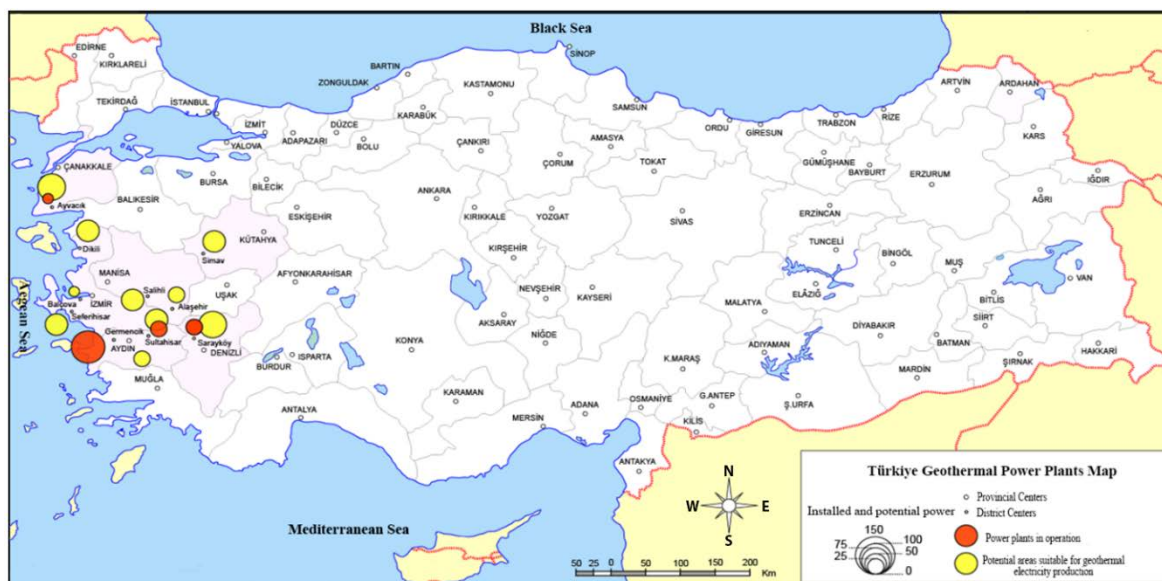 Black Sea
EDİRNE
KIRKLARELİ
TEKİRDAĞ
İSTANBUL
İZMİT
YALOVA
ADAPAZARI
DÜZCE
BOLU
ZONGULDAK
BARTIN
KARABÜK
KASTAMONU
SİNOP
SAMSUN
ÇANKIRI
ÇORUM
AMASYA
TOKAT
ORDU
GİRESUN
TRABZON
RİZE
ARTVİN
ARDAHAN
KARS
GÜMÜŞHANE
BAYBURT
ERZURUM
IĞDIR
AĞRI
ÇANAKKALE
Ayvacık
BALIKESİR
BURSA
BİLECİK
ESKİŞEHİR
ANKARA
KIRIKKALE
YOZGAT
SİVAS
ERZİNCAN
TUNCELİ
BİNGÖL
MUŞ
VAN
BİTLİS
Dikili
KÜTAHYA
Simav
KIRŞEHİR
MANİSA
Salihli
AFYONKARAHİSAR
UŞAK
Alaşehir
NEVŞEHİR
KAYSERİ
MALATYA
ELAZIĞ
SİİRT
Aegean Sea
Balçova
İZMİR
Seferihisar
Germencik
AYDIN
Sultahisar
Sarayköy
DENİZLİ
MUĞLA
BURDUR
ISPARTA
KONYA
AKSARAY
NİĞDE
K.MARAŞ
ADIYAMAN
DİYABAKIR
BATMAN
MARDİN
ŞIRNAK
HAKKARİ
ANTALYA
KARAMAN
MERSİN
ADANA
OSMANİYE
G.ANTEP
KİLİS
Ş.URFA
ANTAKYA
Mediterranean Sea
N
W E
S
50 25 0 50 100 150 200
Km
Türkiye Geothermal Power Plants Map
Installed and potential power
150
100
75
50
25
0
Provincial Centers
District Centers
Power plants in operation
Potential areas suitable for geothermal
electricity production